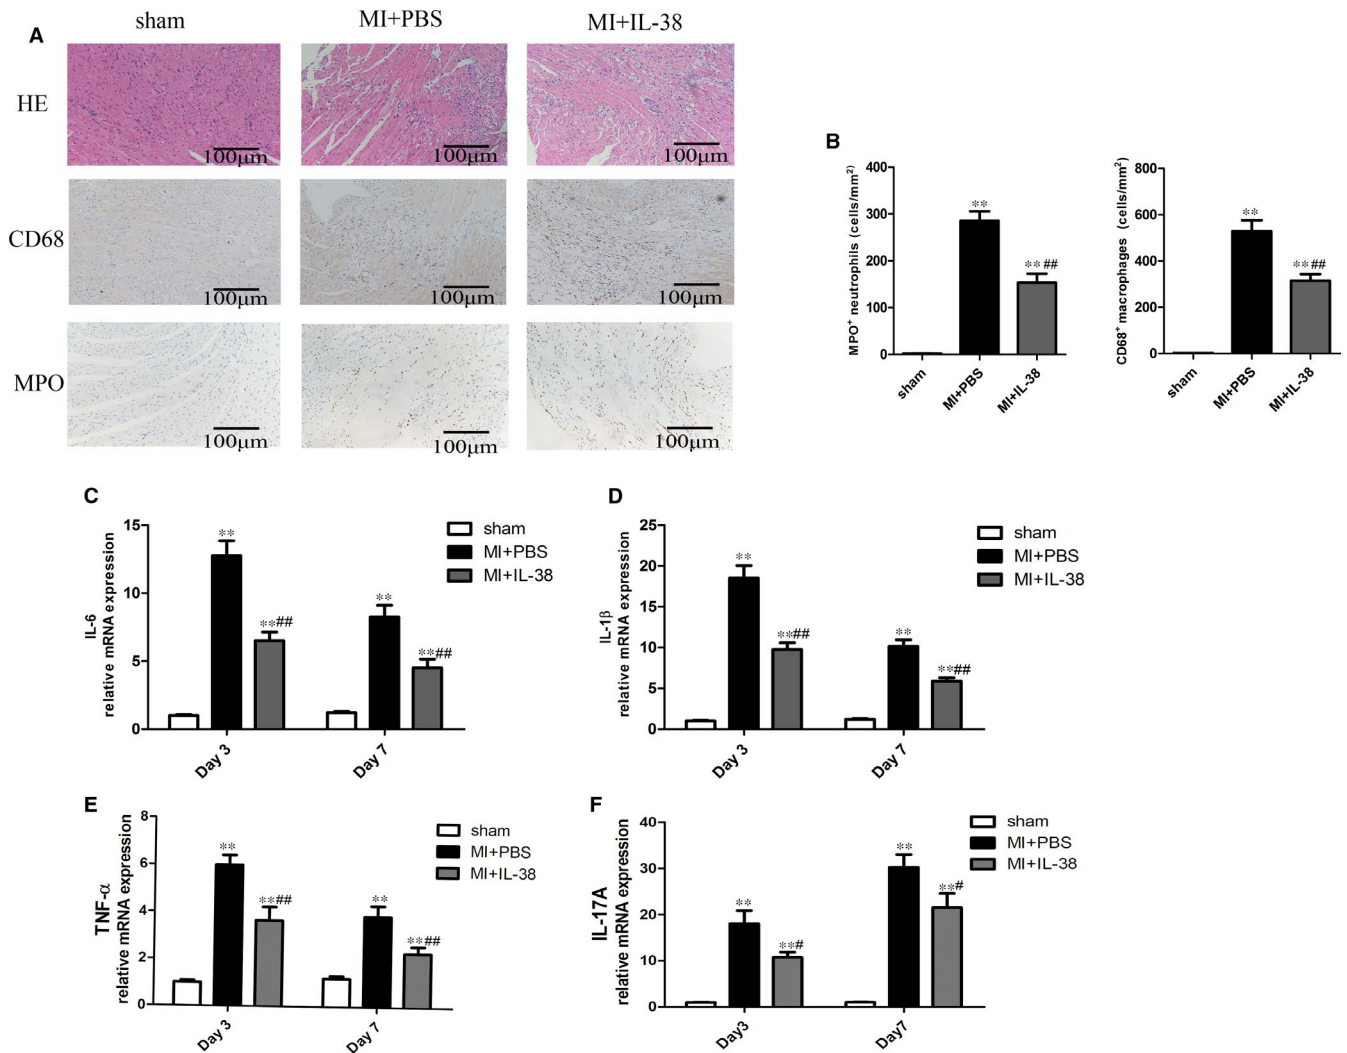 A
sham
MI+PBS
MI+IL-38
HE
100μm
100μm
100μm
CD68
100μm
100μm
100μm
MPO
100μm
100μm
100μm
B
MPO+ neutrophils (cells/mm2)
400
300
200
100
0
**
**##
sham
MI+PBS
MI+IL-38
CD68+ macrophages (cells/mm2)
800
600
400
200
0
**
**##
sham
MI+PBS
MI+IL-38
C
IL-6
relative mRNA expression
15
10
5
0
**
**##
**
**##
Day 3
Day 7
sham
MI+PBS
MI+IL-38
D
IL-1β
relative mRNA expression
25
20
15
10
5
0
**
**##
**
**##
Day 3
Day 7
sham
MI+PBS
MI+IL-38
E
TNF-α
relative mRNA expression
8
6
4
2
0
**
**##
**
**##
Day 3
Day 7
sham
MI+PBS
MI+IL-38
F
IL-17A
relative mRNA expression
40
30
20
10
0
**
**#
**
**#
Day3
Day7
sham
MI+PBS
MI+IL-38